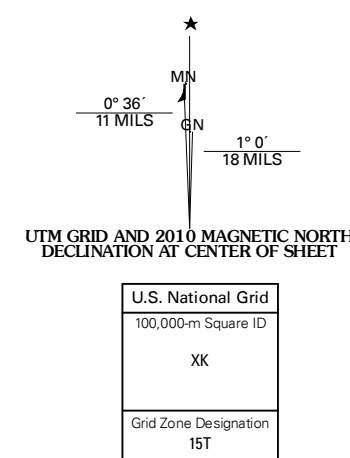 MN
0° 36´
11 MILS
GN
1° 0´
18 MILS
UTM GRID AND 2010 MAGNETIC NORTH
DECLINATION AT CENTER OF SHEET
U.S. National Grid
100,000-m Square ID
XK
Grid Zone Designation
15T